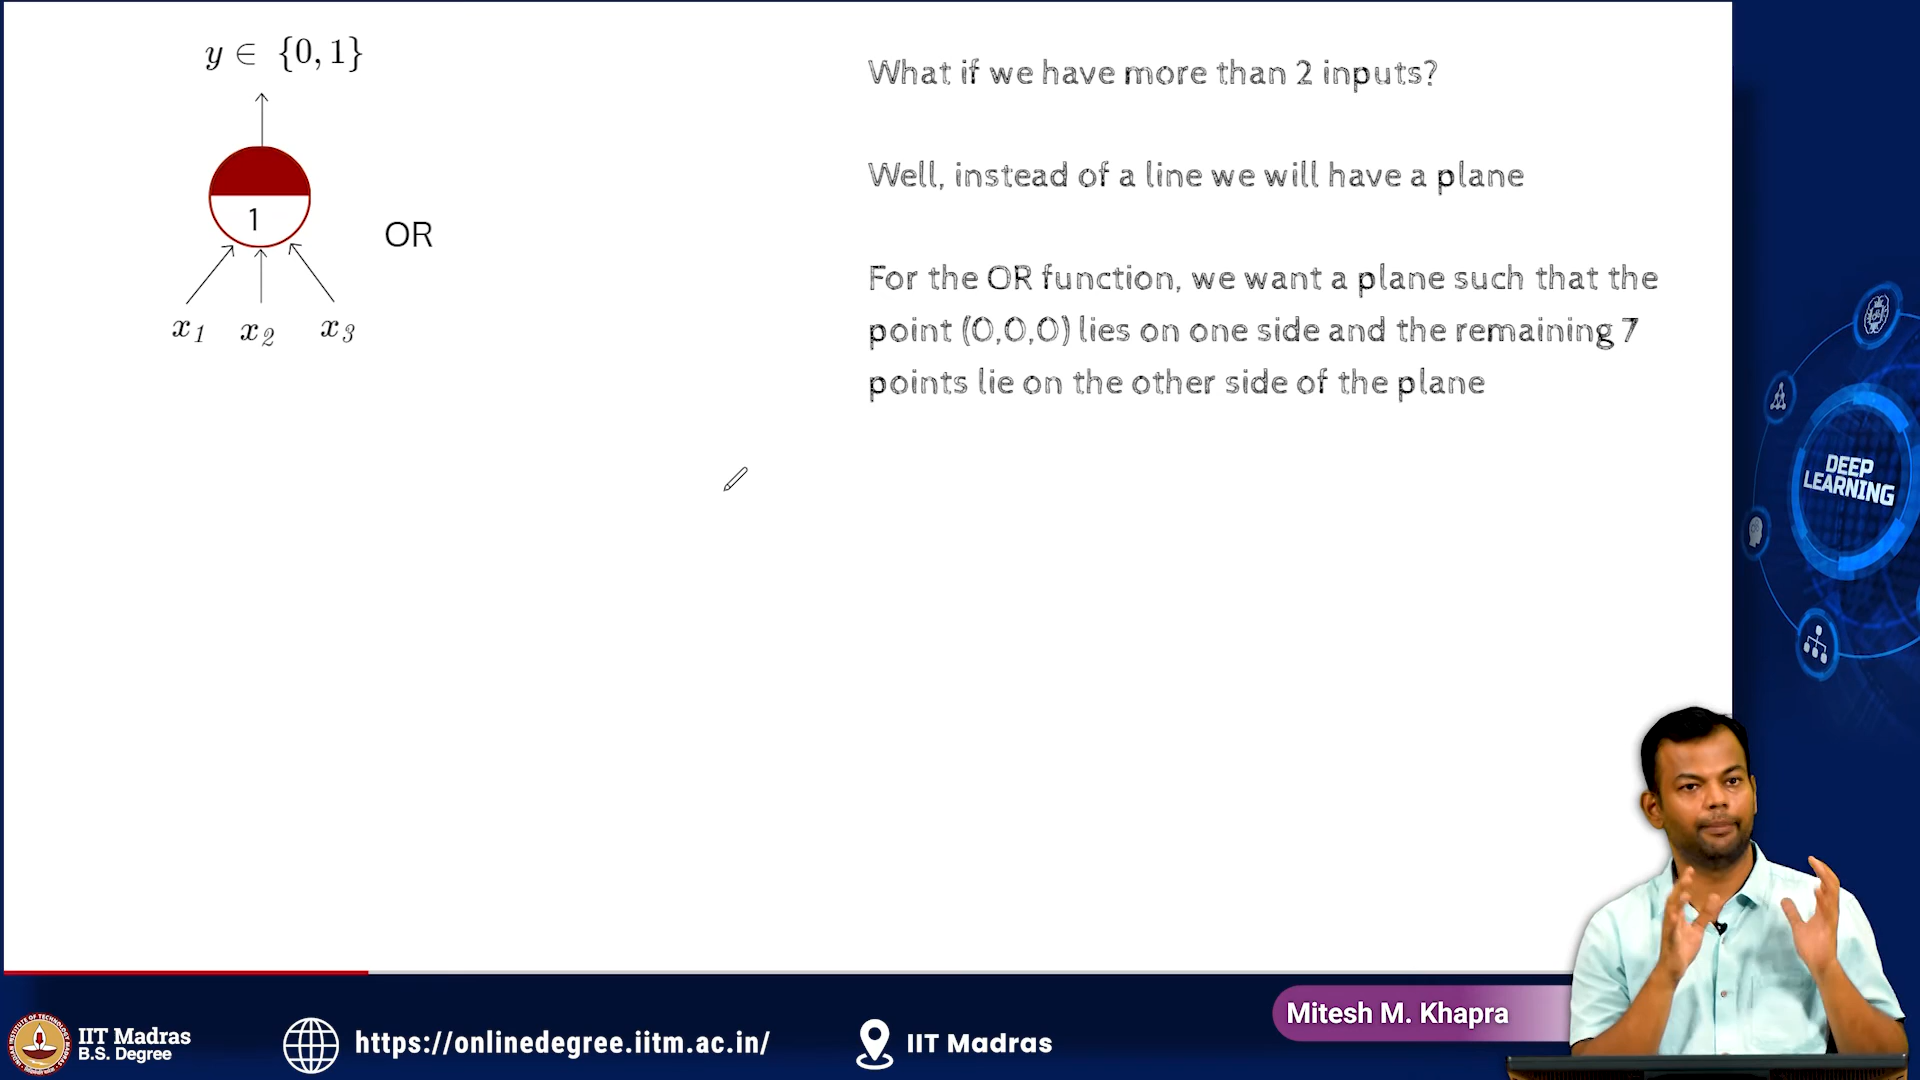 y ∈ {0, 1}
1
OR
x1 x2 x3
What if we have more than 2 inputs?
Well, instead of a line we will have a plane
For the OR function, we want a plane such that the
point (0,0,0) lies on one side and the remaining 7
points lie on the other side of the plane
DEEP
LEARNING
Mitesh M. Khapra
IIT Madras
B.S. Degree
https://onlinedegree.iitm.ac.in/
IIT Madras